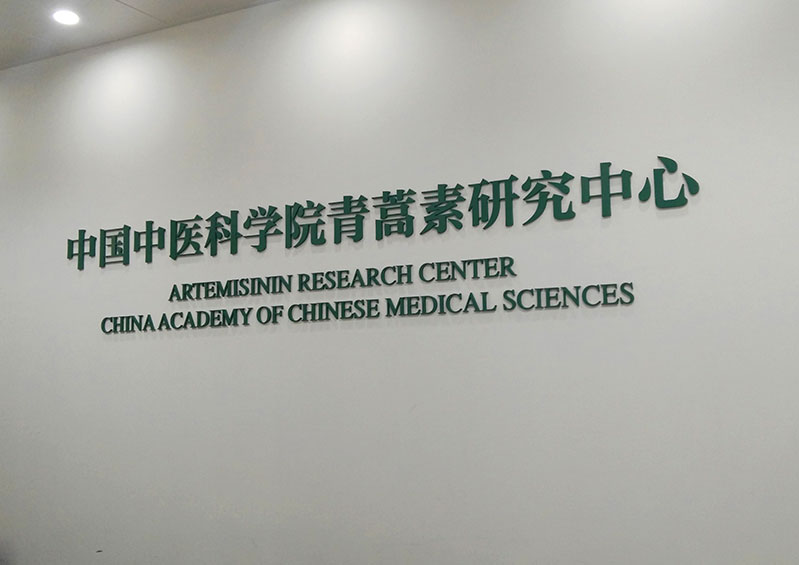 中国中医科学院青蒿素研究中心
ARTEMISININ RESEARCH CENTER
CHINA ACADEMY OF CHINESE MEDICAL SCIENCES